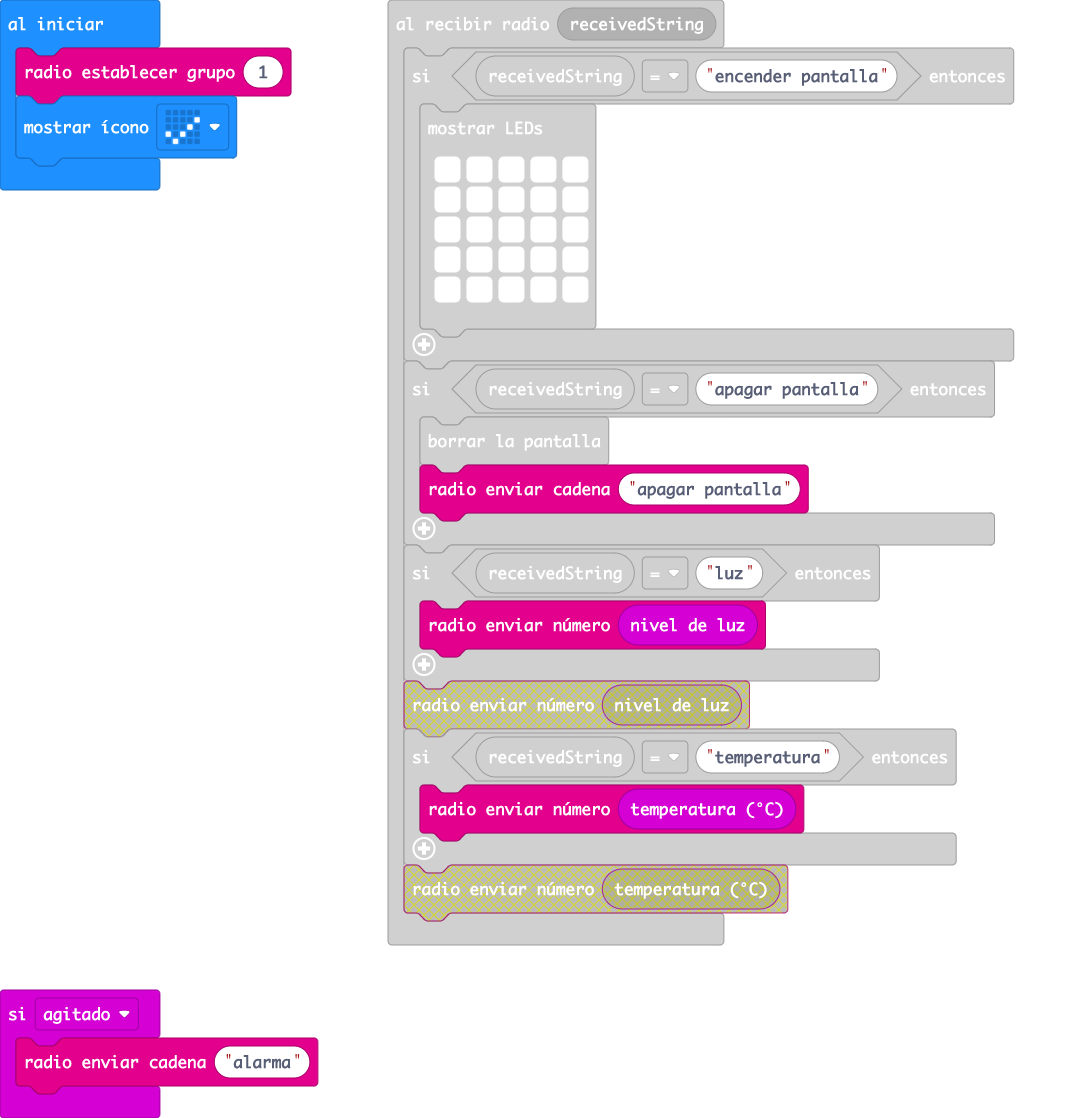 al iniciar
radio establecer grupo 1
mostrar ícono
al recibir radio receivedString
si receivedString = "encender pantalla" entonces
mostrar LEDs
si receivedString = "apagar pantalla" entonces
borrar la pantalla
radio enviar cadena "apagar pantalla"
si receivedString = "luz" entonces
radio enviar número nivel de luz
radio enviar número nivel de luz
si receivedString = "temperatura" entonces
radio enviar número temperatura (°C)
radio enviar número temperatura (°C)
si agitado
radio enviar cadena "alarma"